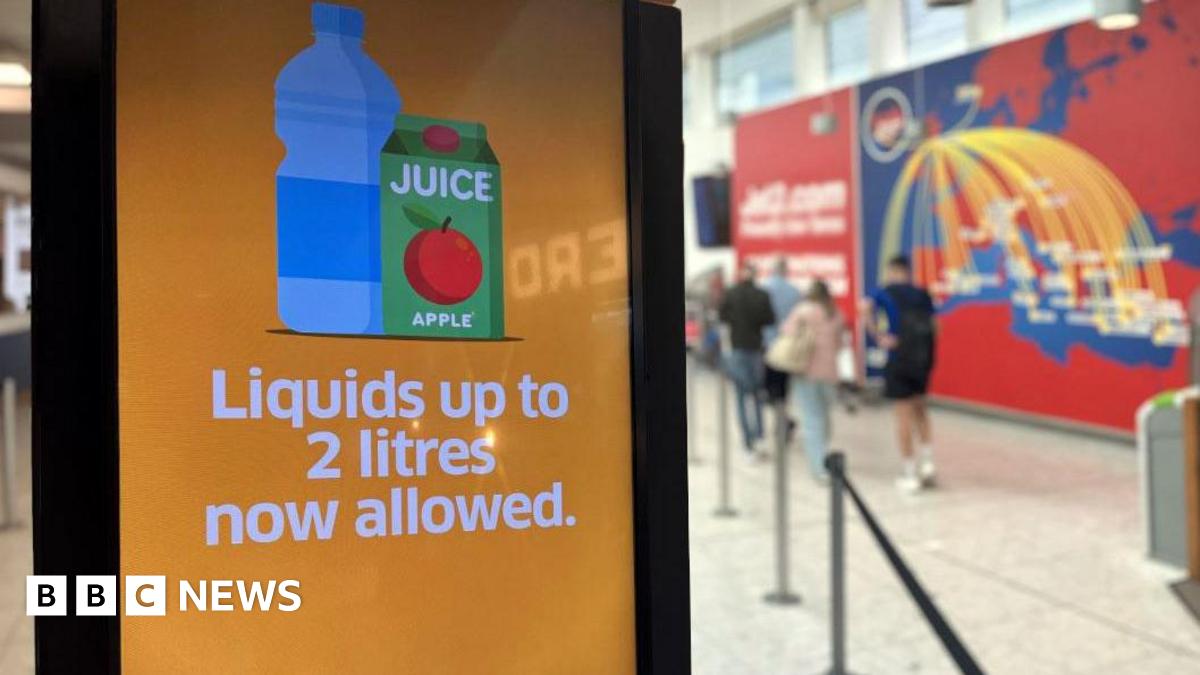 JUICE
APPLE
Liquids up to
2 litres
now allowed.
Jet2.com
BBC NEWS